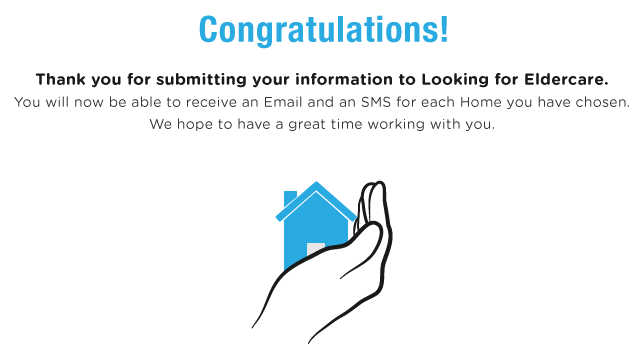 Congratulations!
Thank you for submitting your information to Looking for Eldercare.
You will now be able to receive an Email and an SMS for each Home you have chosen.
We hope to have a great time working with you.